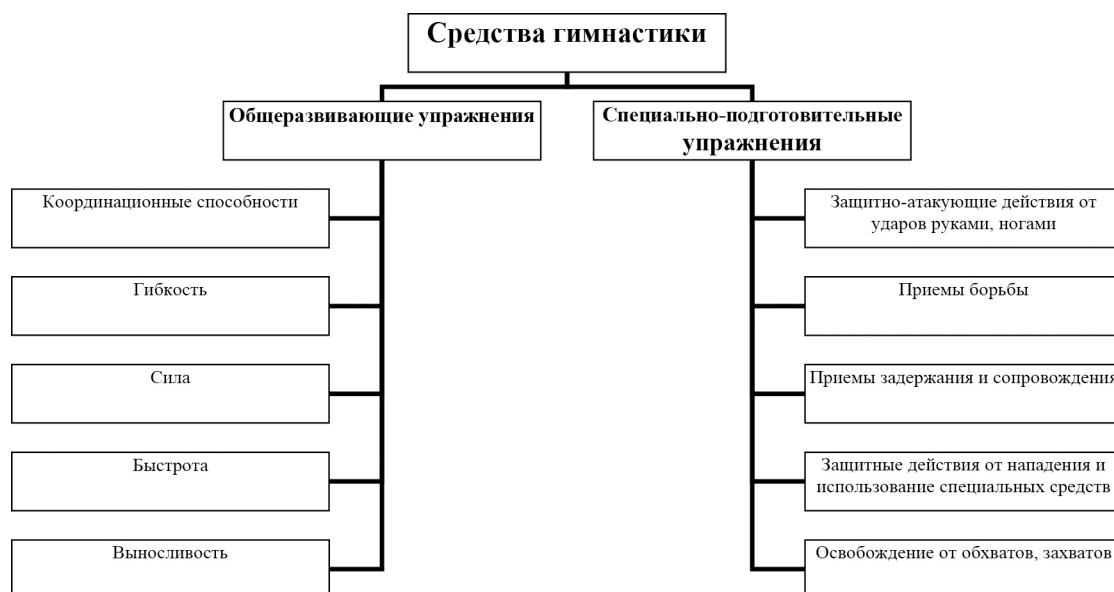 Средства гимнастики
Общеразвивающие упражнения
Специально-подготовительные
упражнения
Координационные способности
Гибкость
Сила
Быстрота
Выносливость
Защитно-атакующие действия от
ударов руками, ногами
Приемы борьбы
Приемы задержания и сопровождения
Защитные действия от нападения и
использование специальных средств
Освобождение от обхватов, захватов